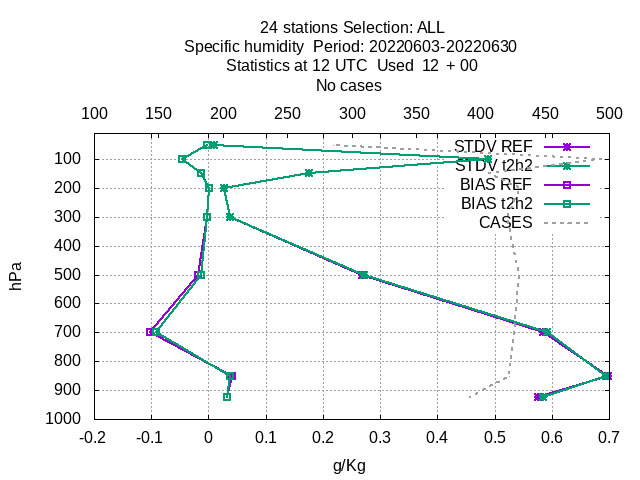 24 stations Selection: ALL
Specific humidity  Period: 20220603-20220630
Statistics at 12 UTC  Used  12  + 00
No cases
100 150 200 250 300 350 400 450 500
STDV REF
STDV t2h2
BIAS REF
BIAS t2h2
CASES
hPa
100
200
300
400
500
600
700
800
900
1000
-0.2 -0.1 0 0.1 0.2 0.3 0.4 0.5 0.6 0.7
g/Kg